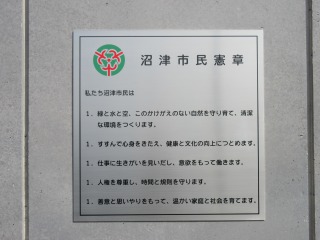 沼津市民憲章
私たち沼津市民は
1. 緑と水と空、このかけがえのない自然を守り育て、清潔
な環境をつくります。
1. すすんで心身をきたえ、健康と文化の向上につとめます。
1. 仕事に生きがいを見いだし、意欲をもって働きます。
1. 人権を尊重し、時間と規則を守ります。
1. 善意と思いやりをもって、温かい家庭と社会を育てます。